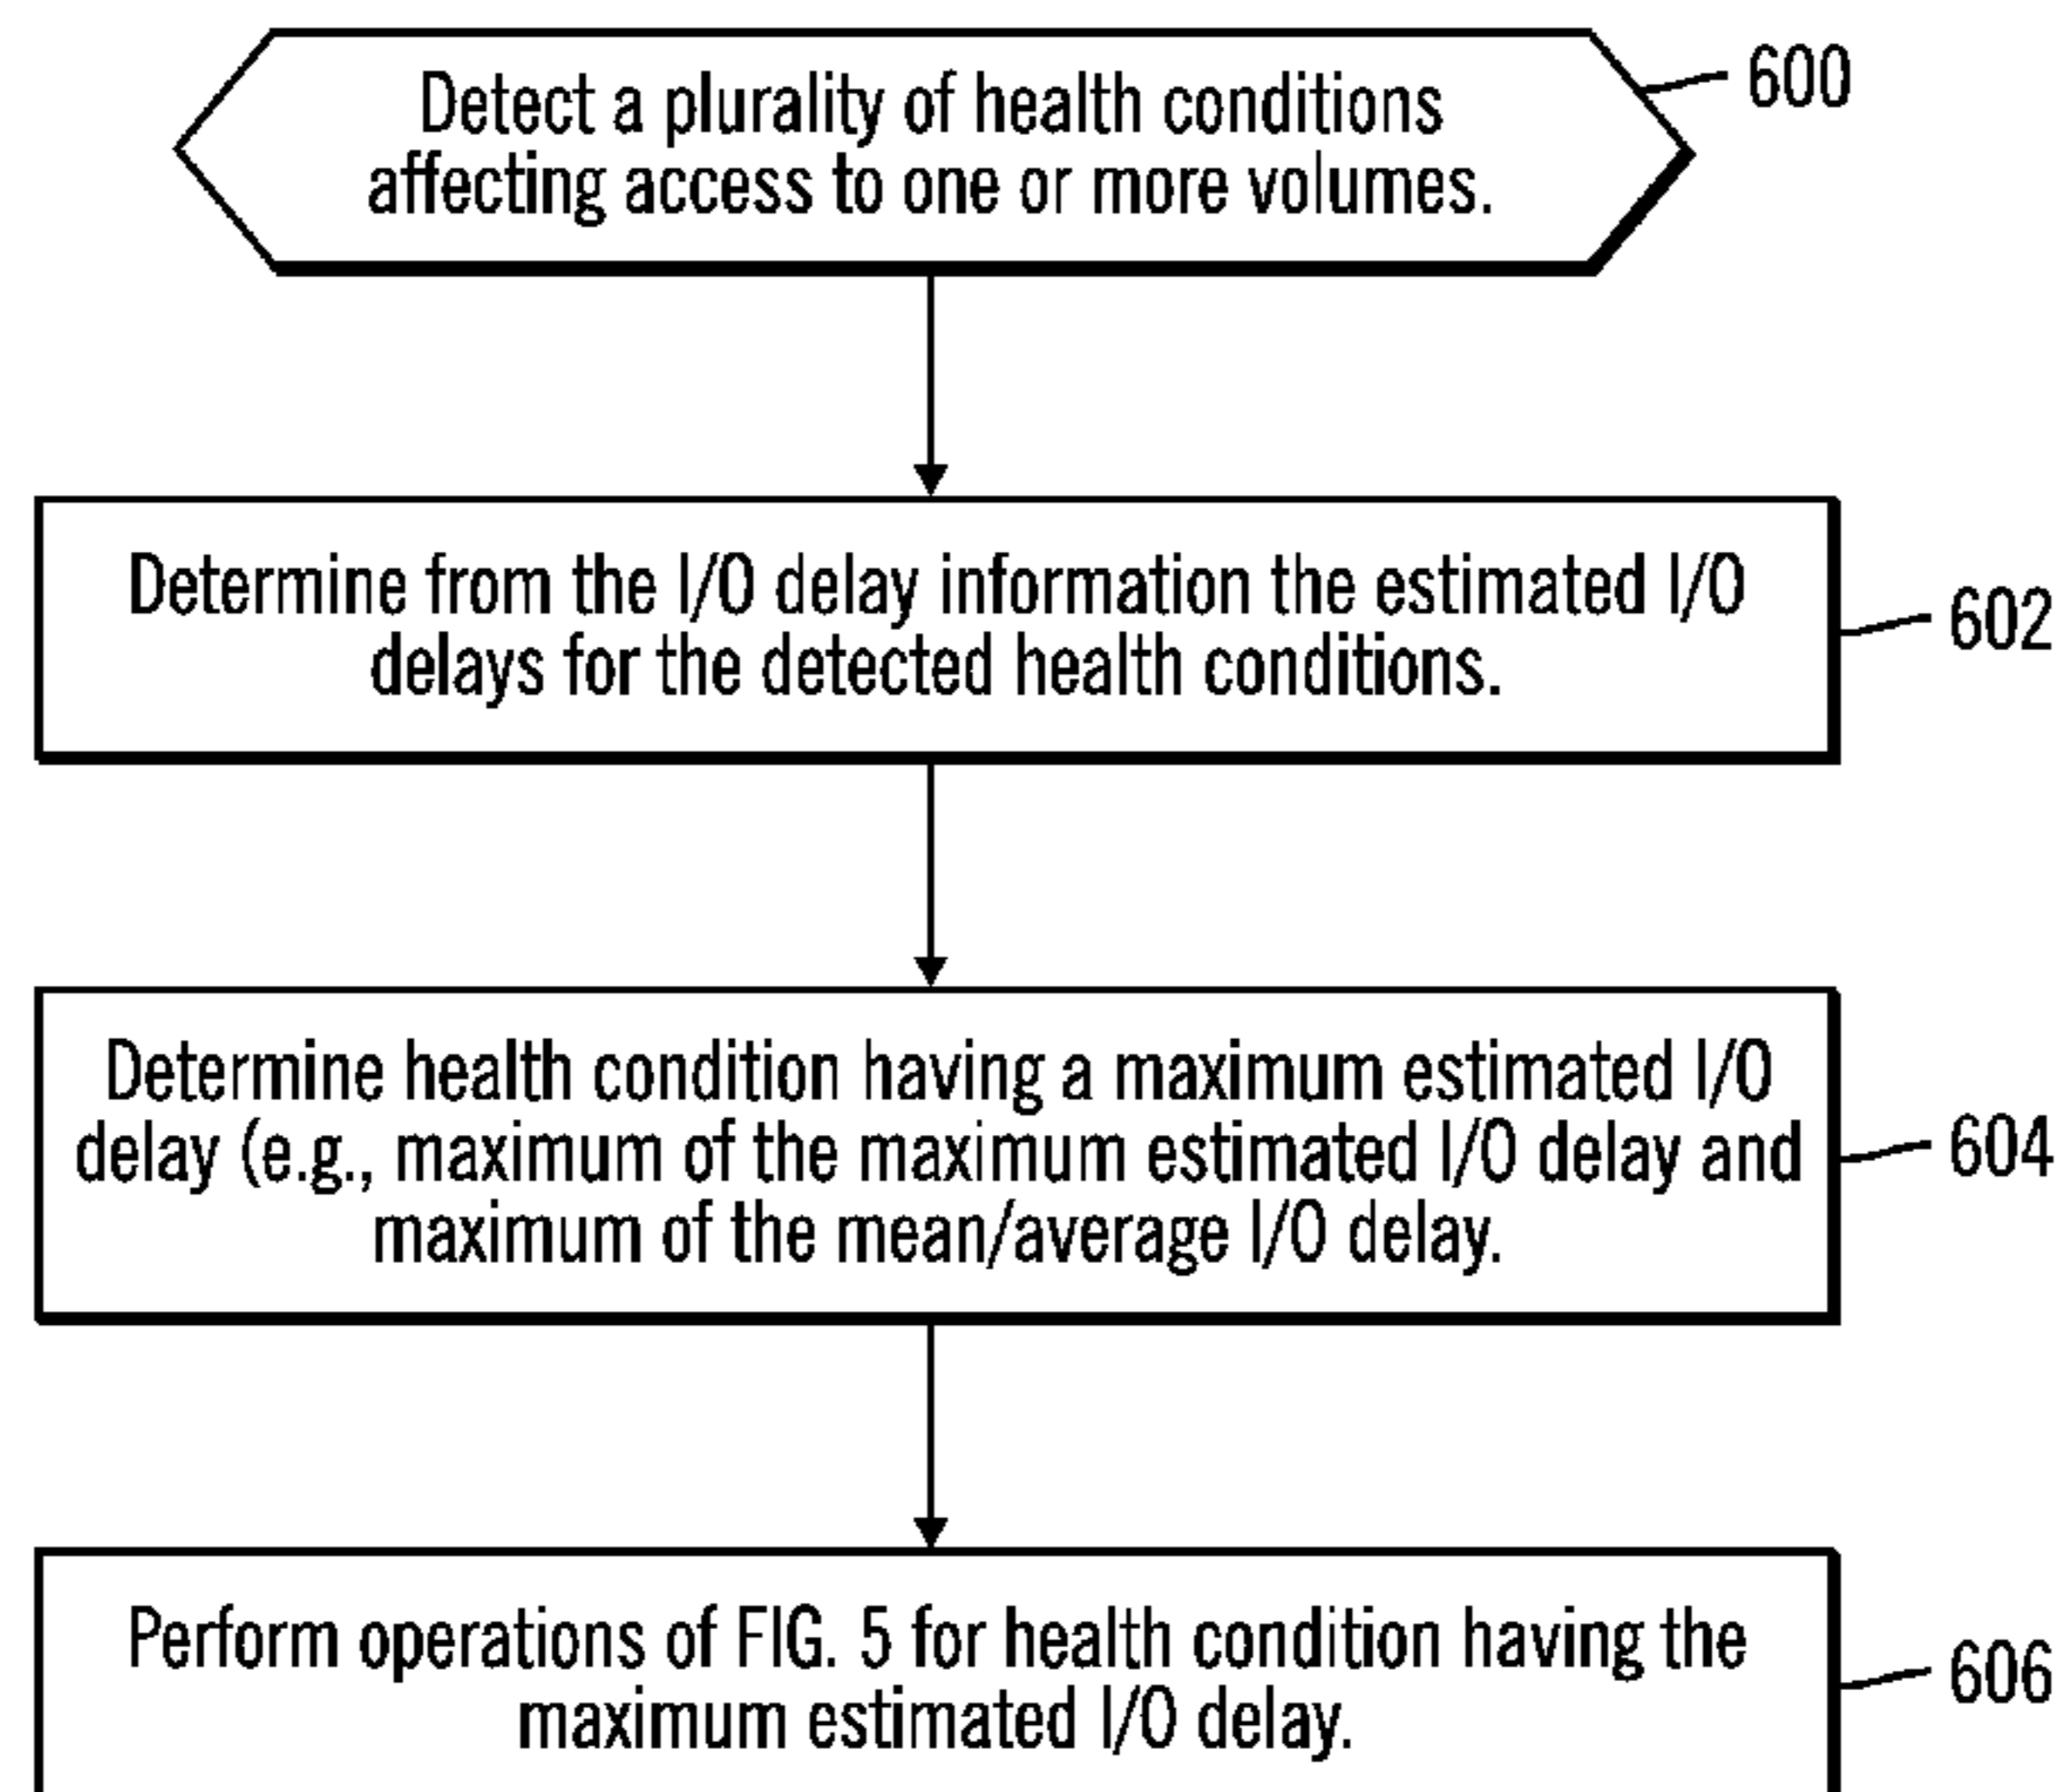 Detect a plurality of health conditions
affecting access to one or more volumes.
600
Determine from the I/O delay information the estimated I/O
delays for the detected health conditions.
602
Determine health condition having a maximum estimated I/O
delay (e.g., maximum of the maximum estimated I/O delay and
maximum of the mean/average I/O delay.
604
Perform operations of FIG. 5 for health condition having the
maximum estimated I/O delay.
606